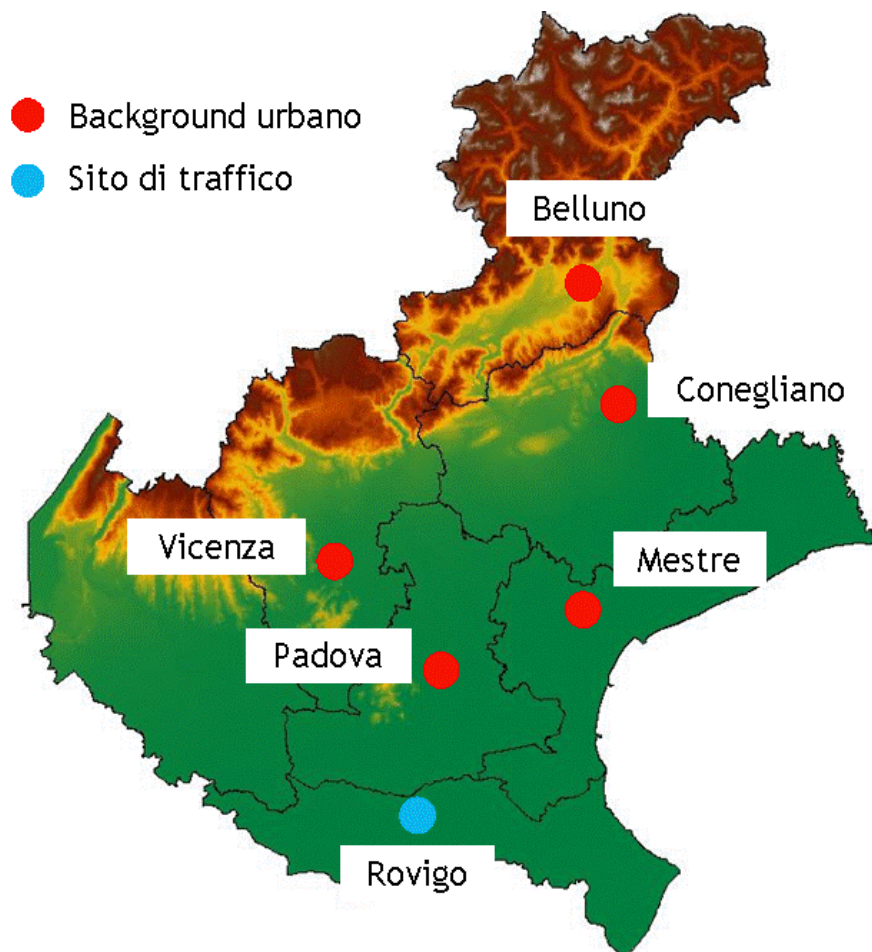 Background urbano
Sito di traffico
Belluno
Conegliano
Vicenza
Mestre
Padova
Rovigo